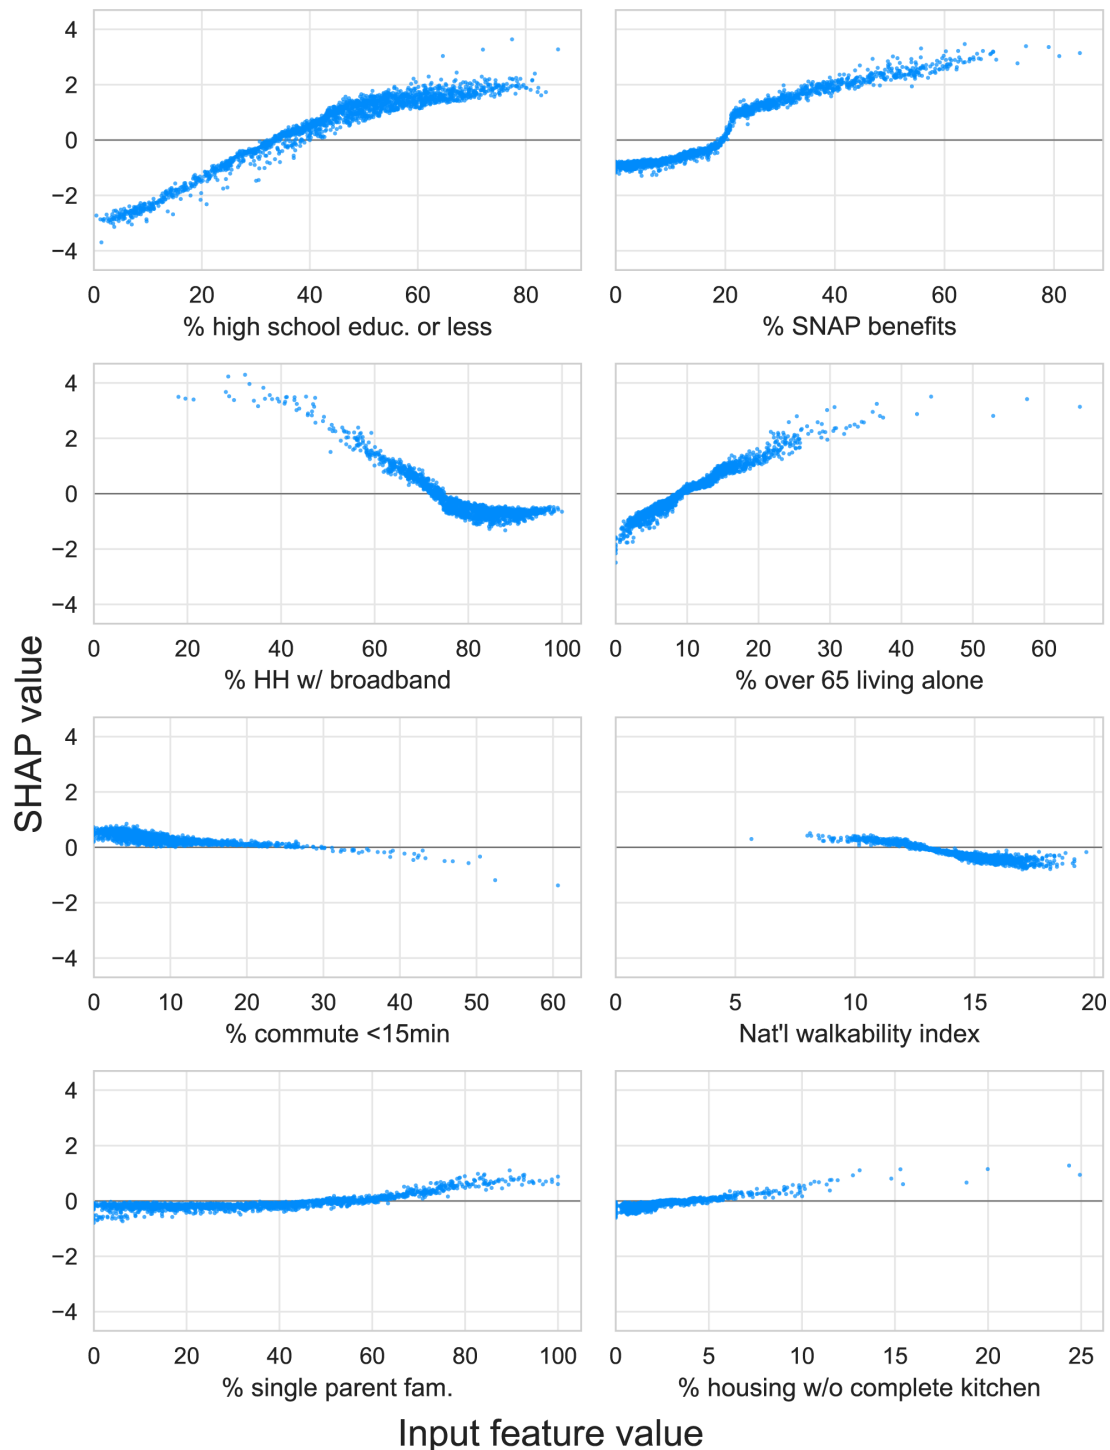 4
2
0
−2
−4
0 20 40 60 80
% high school educ. or less
0 20 40 60 80
% SNAP benefits
4
2
0
−2
−4
0 20 40 60 80 100
% HH w/ broadband
0 10 20 30 40 50 60
% over 65 living alone
SHAP value
4
2
0
−2
−4
0 10 20 30 40 50 60
% commute <15min
0 5 10 15 20
Nat'l walkability index
4
2
0
−2
−4
0 20 40 60 80 100
% single parent fam.
0 5 10 15 20 25
% housing w/o complete kitchen
Input feature value